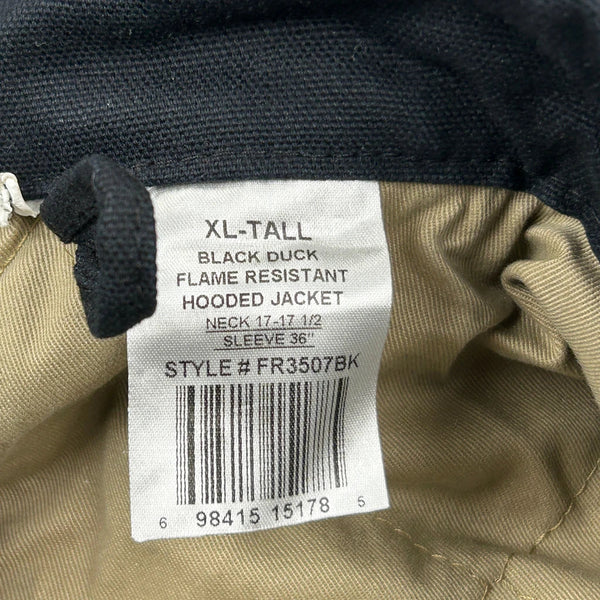 XL-TALL
BLACK DUCK
FLAME RESISTANT
HOODED JACKET
NECK 17-17 1/2
SLEEVE 36"
STYLE # FR3507BK
6 98415 15178 5